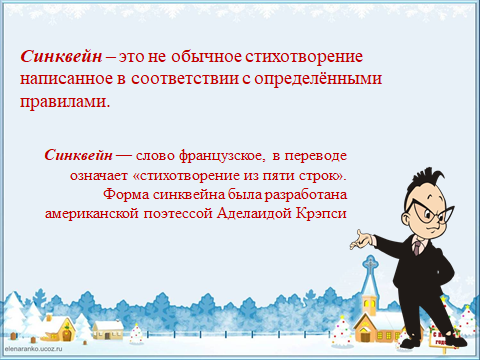 Синквейн – это не обычное стихотворение
написанное в соответствии с определёнными
правилами.
Синквейн — слово французское, в переводе
означает «стихотворение из пяти строк».
Форма синквейна была разработана
американской поэтессой Аделаидой Крэпси
elenaranko.ucoz.ru